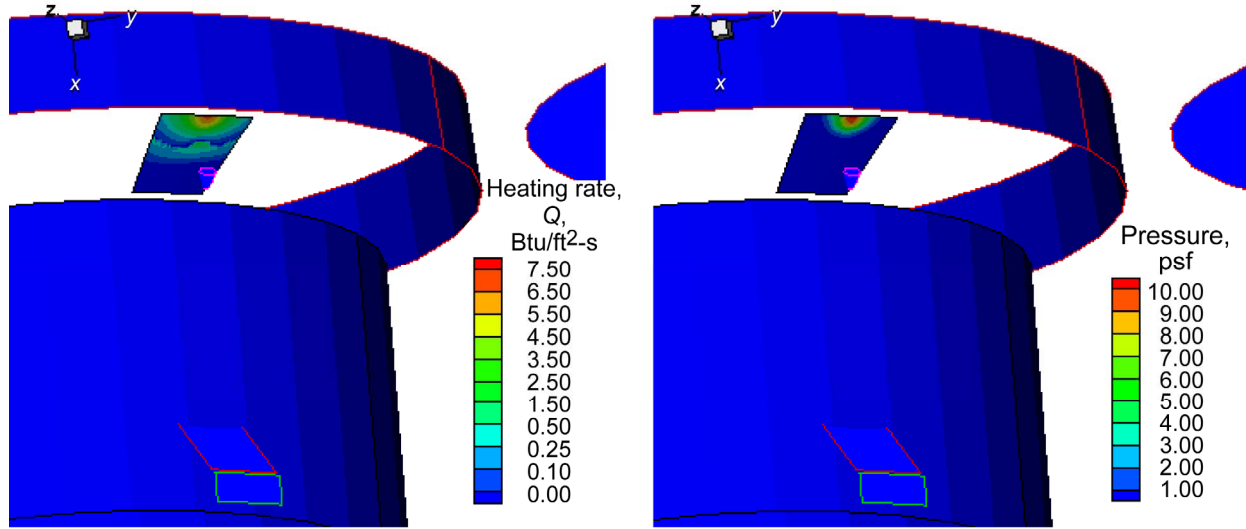 z
y
x
Heating rate,
Q,
Btu/ft2-s
7.50
6.50
5.50
4.50
3.50
2.50
1.50
0.50
0.25
0.10
0.00
z
y
x
Pressure,
psf
10.00
9.00
8.00
7.00
6.00
5.00
4.00
3.00
2.00
1.00